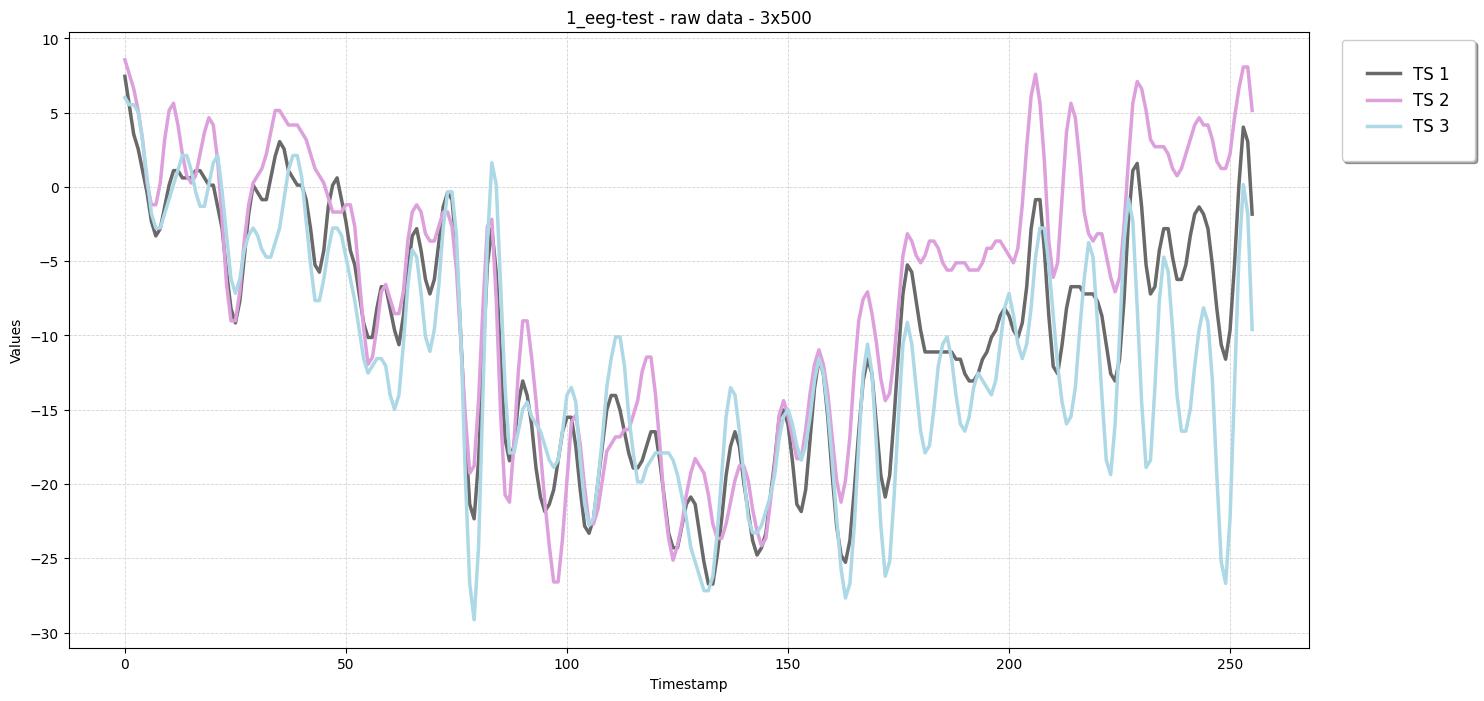 1_eeg-test - raw data - 3x500
10
5
0
−5
−10
−15
−20
−25
−30
Values
0 50 100 150 200 250
Timestamp
TS 1
TS 2
TS 3